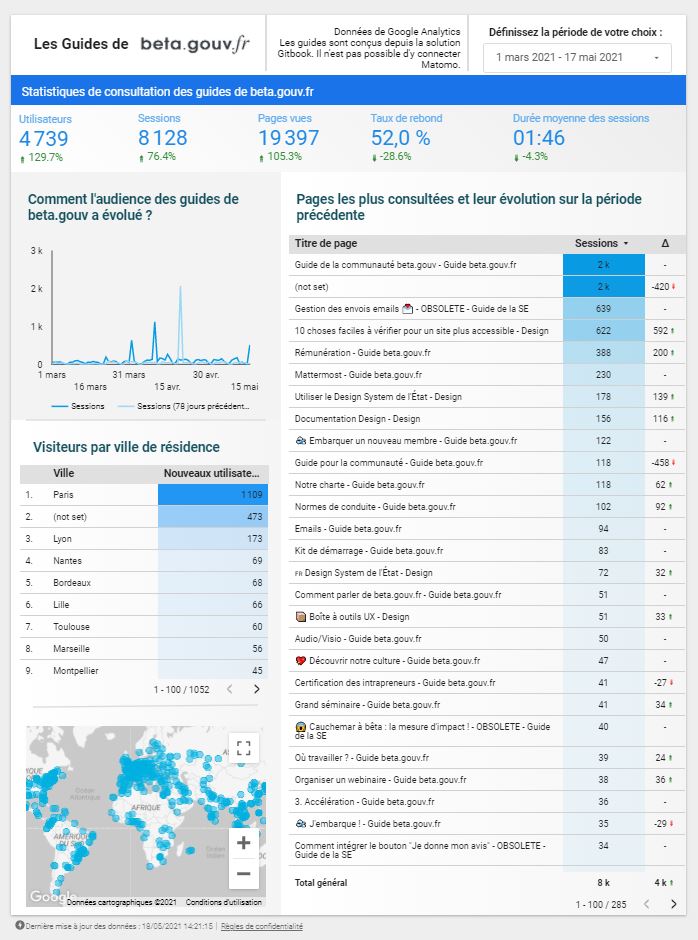 Les Guides de beta.gouv.fr
Données de Google Analytics
Les guides sont conçus depuis la solution
Gitbook. Il n'est pas possible d'y connecter
Matomo.
Définissez la période de votre choix :
1 mars 2021 - 17 mai 2021
Statistiques de consultation des guides de beta.gouv.fr
Utilisateurs Sessions Pages vues Taux de rebond Durée moyenne des sessions
4 739 8 128 19 397 52,0 % 01:46
129.7% 76.4% 105.3% -28.6% -4.3%
Comment l'audience des guides de
beta.gouv a évolué ?
3 k
2 k
1 k
0
1 mars 31 mars 30 avr.
16 mars 15 avr. 15 mai
Sessions Sessions (78 jours précédent...
Visiteurs par ville de résidence
Ville Nouveaux utilisate...
1. Paris 1 109
2. (not set) 473
3. Lyon 173
4. Nantes 69
5. Bordeaux 68
6. Lille 66
7. Toulouse 60
8. Marseille 56
9. Montpellier 45
1 - 100 / 1052
Océan
Atlantique
AFRIQUE
AMÉRIQUE
DU SUD
Océan
Google
Données cartographiques ©2021 Conditions d'utilisation
Pages les plus consultées et leur évolution sur la période
précédente
Titre de page Sessions Δ
Guide de la communauté beta.gouv - Guide beta.gouv.fr 2 k -
(not set) 2 k -420
Gestion des envois emails 💌 - OBSOLETE - Guide de la SE 639 -
10 choses faciles à vérifier pour un site plus accessible - Design 622 592
Rémunération - Guide beta.gouv.fr 388 200
Mattermost - Guide beta.gouv.fr 230 -
Utiliser le Design System de l'État - Design 178 139
Documentation Design - Design 156 116
Embarquer un nouveau membre - Guide beta.gouv.fr 122 -
Guide pour la communauté - Guide beta.gouv.fr 118 -458
Notre charte - Guide beta.gouv.fr 118 62
Normes de conduite - Guide beta.gouv.fr 102 92
Emails - Guide beta.gouv.fr 94 -
Kit de démarrage - Guide beta.gouv.fr 83 -
FR Design System de l'État - Design 72 32
Comment parler de beta.gouv.fr - Guide beta.gouv.fr 51 -
Boîte à outils UX - Design 51 33
Audio/Visio - Guide beta.gouv.fr 50 -
Découvrir notre culture - Guide beta.gouv.fr 47 -
Certification des intrapreneurs - Guide beta.gouv.fr 41 -27
Grand séminaire - Guide beta.gouv.fr 41 34
😱 Cauchemar à bêta : la mesure d'impact ! - OBSOLETE - Guide 40 -
de la SE
Où travailler ? - Guide beta.gouv.fr 39 24
Organiser un webinaire - Guide beta.gouv.fr 38 36
3. Accélération - Guide beta.gouv.fr 36 -
J'embarque ! - Guide beta.gouv.fr 35 -29
Comment intégrer le bouton "Je donne mon avis" - OBSOLETE - 34 -
Guide de la SE
Total général 8 k 4 k
1 - 100 / 285
Dernière mise à jour des données : 18/05/2021 14:21:15 | Règles de confidentialité